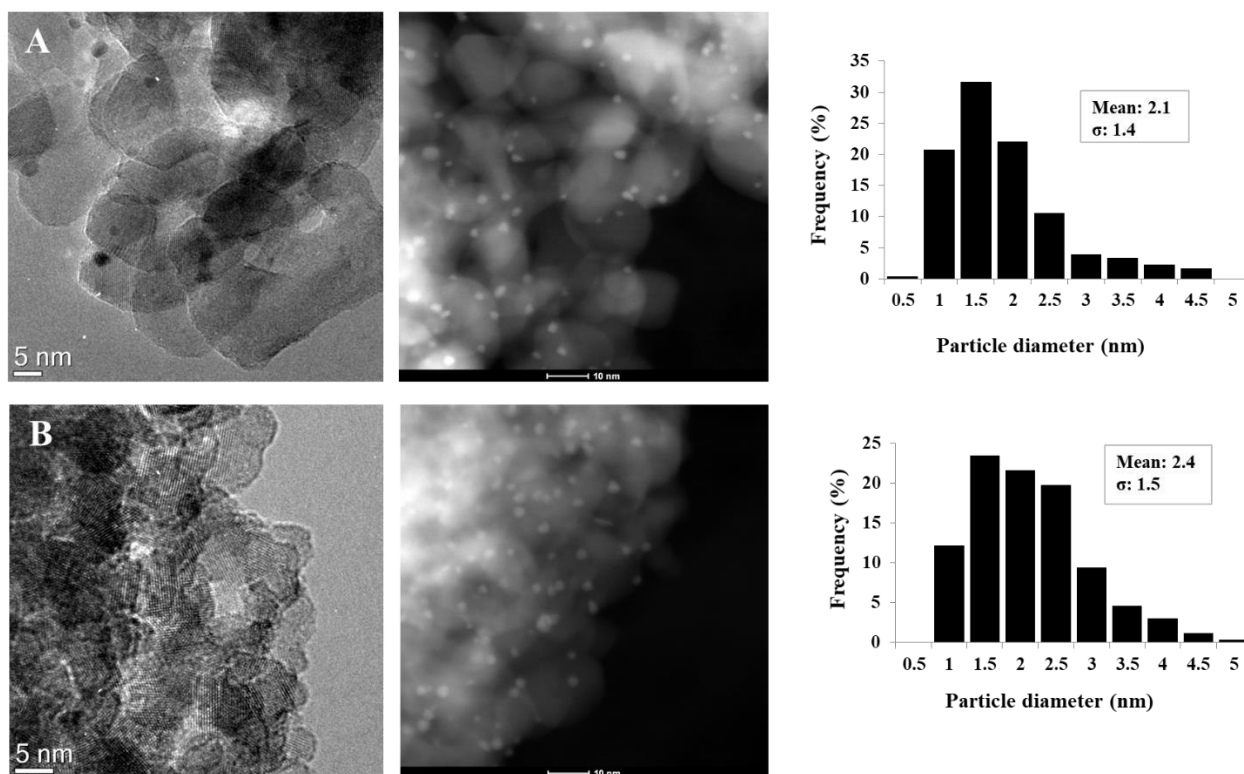 A
5 nm
10 nm
35
30
25
20
15
10
5
0
Frequency (%)
Mean: 2.1
σ: 1.4
0.5 1 1.5 2 2.5 3 3.5 4 4.5 5
Particle diameter (nm)
B
5 nm
10 nm
25
20
15
10
5
0
Frequency (%)
Mean: 2.4
σ: 1.5
0.5 1 1.5 2 2.5 3 3.5 4 4.5 5
Particle diameter (nm)